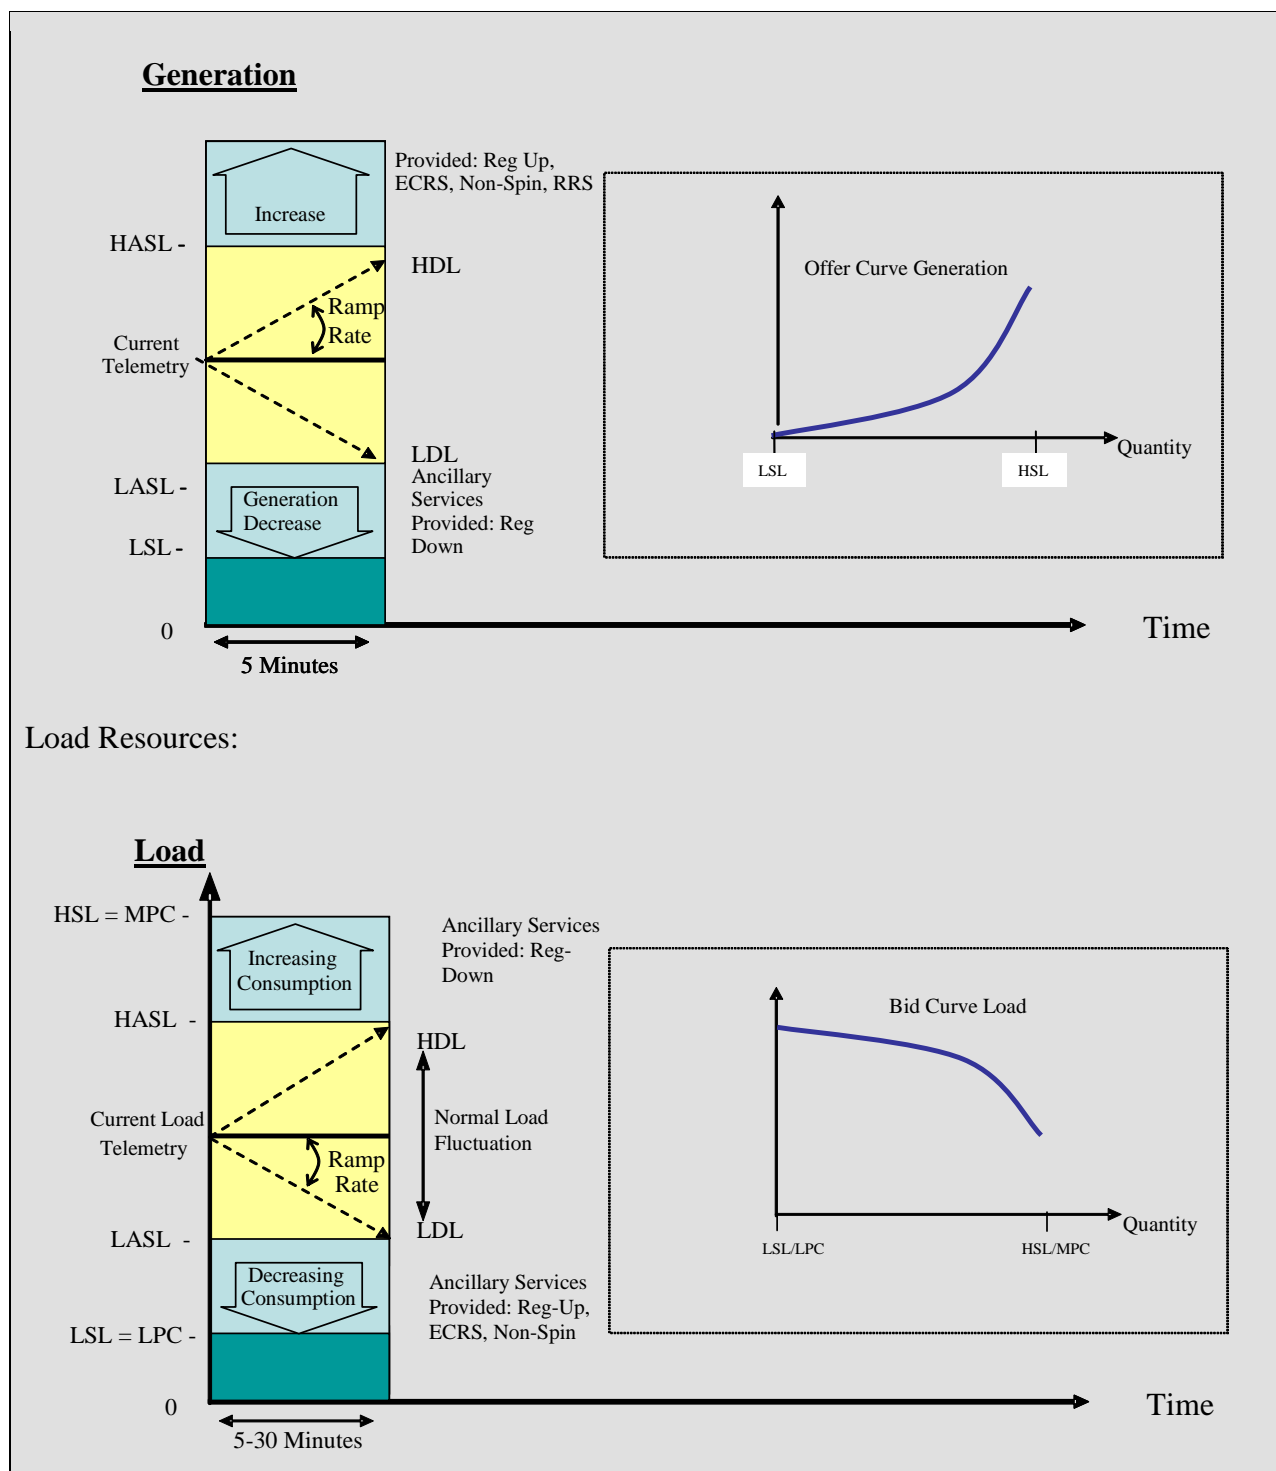 Generation
Provided: Reg Up,
ECRS, Non-Spin, RRS
Increase
HASL -
HDL
Ramp
Rate
Current
Telemetry
LDL
Ancillary
Services
Provided: Reg
Down
LASL -
Generation
Decrease
LSL -
0
5 Minutes
Time
Offer Curve Generation
Quantity
LSL
HSL
Load Resources:
Load
HSL = MPC -
Increasing
Consumption
Ancillary Services
Provided: Reg-
Down
HASL -
HDL
Current Load
Telemetry
Normal Load
Fluctuation
Ramp
Rate
LASL -
LDL
Decreasing
Consumption
Ancillary Services
Provided: Reg-Up,
ECRS, Non-Spin
LSL = LPC -
0
5-30 Minutes
Time
Bid Curve Load
Quantity
LSL/LPC
HSL/MPC